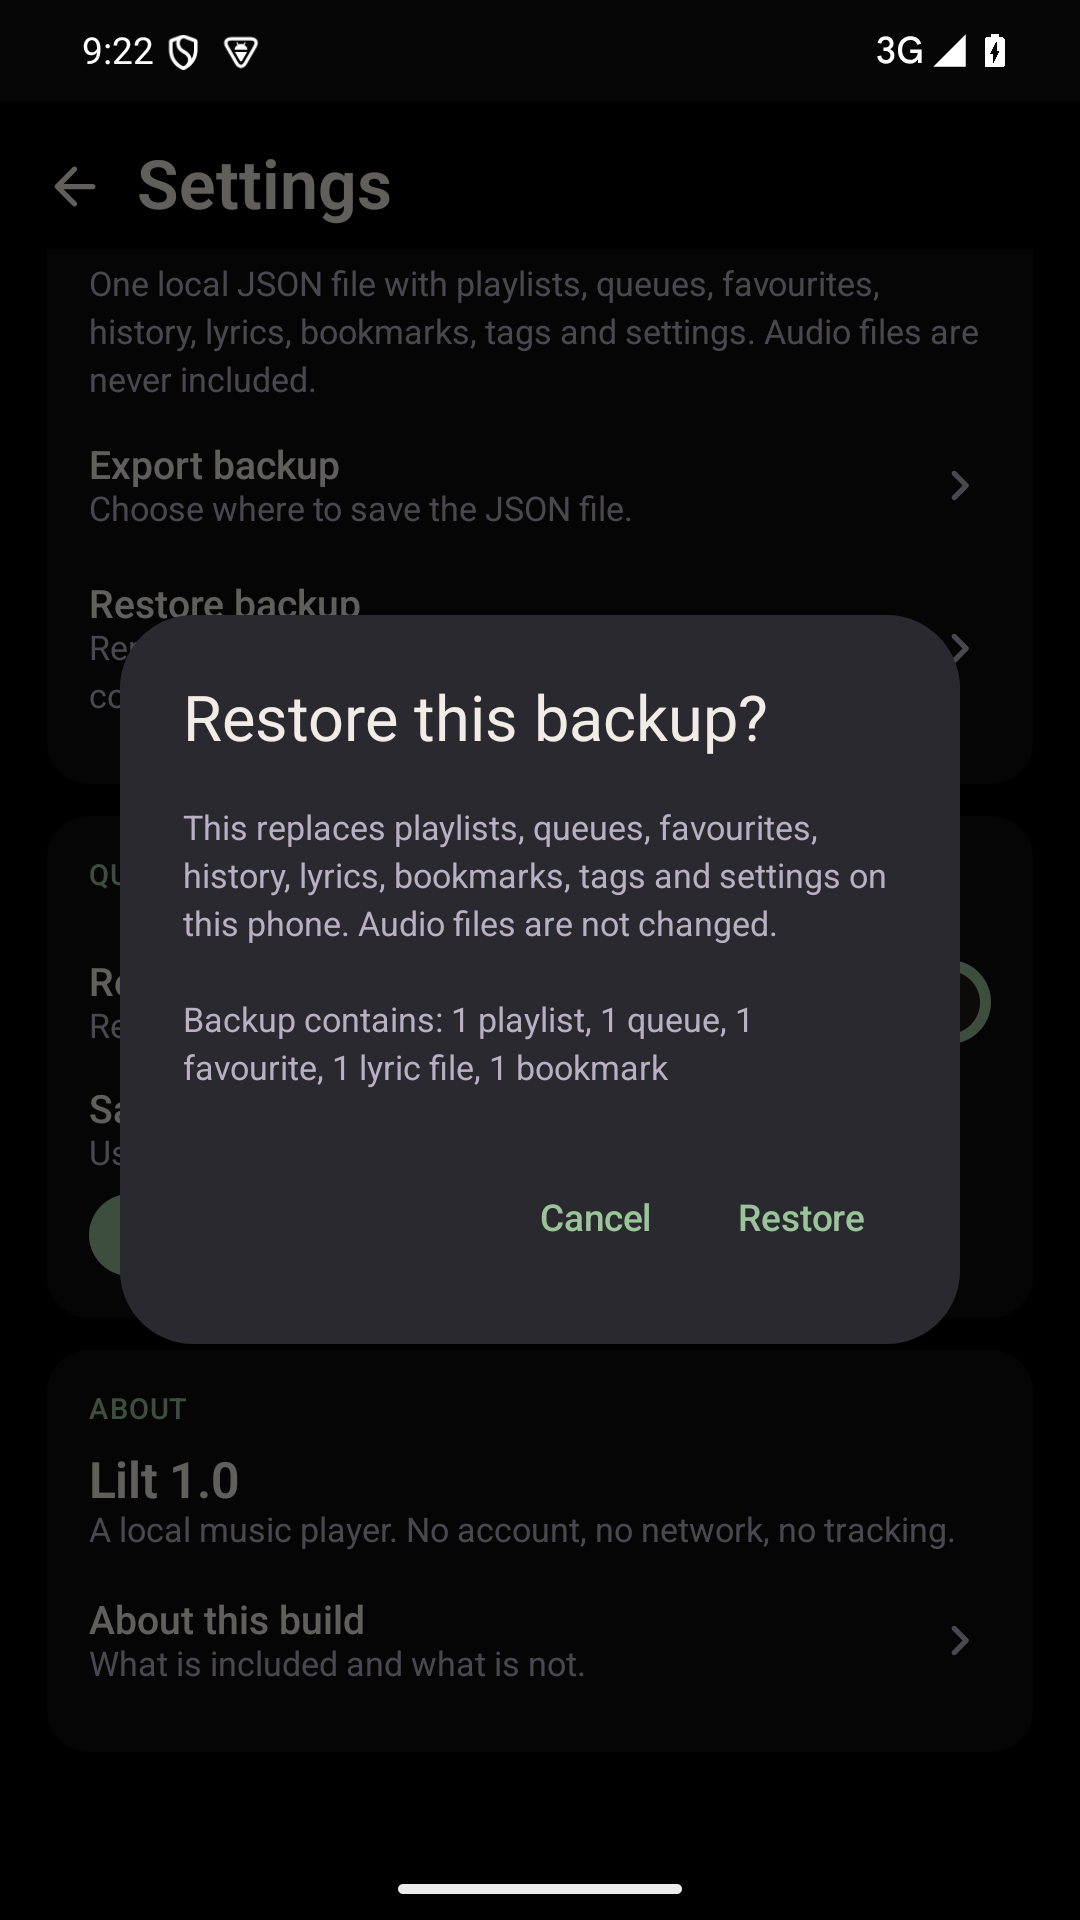 9:22
3G
Settings
One local JSON file with playlists, queues, favourites,
history, lyrics, bookmarks, tags and settings. Audio files are
never included.
Export backup
Choose where to save the JSON file.
Restore backup
Restore this backup?
This replaces playlists, queues, favourites,
history, lyrics, bookmarks, tags and settings on
this phone. Audio files are not changed.
Backup contains: 1 playlist, 1 queue, 1
favourite, 1 lyric file, 1 bookmark
Cancel
Restore
ABOUT
Lilt 1.0
A local music player. No account, no network, no tracking.
About this build
What is included and what is not.